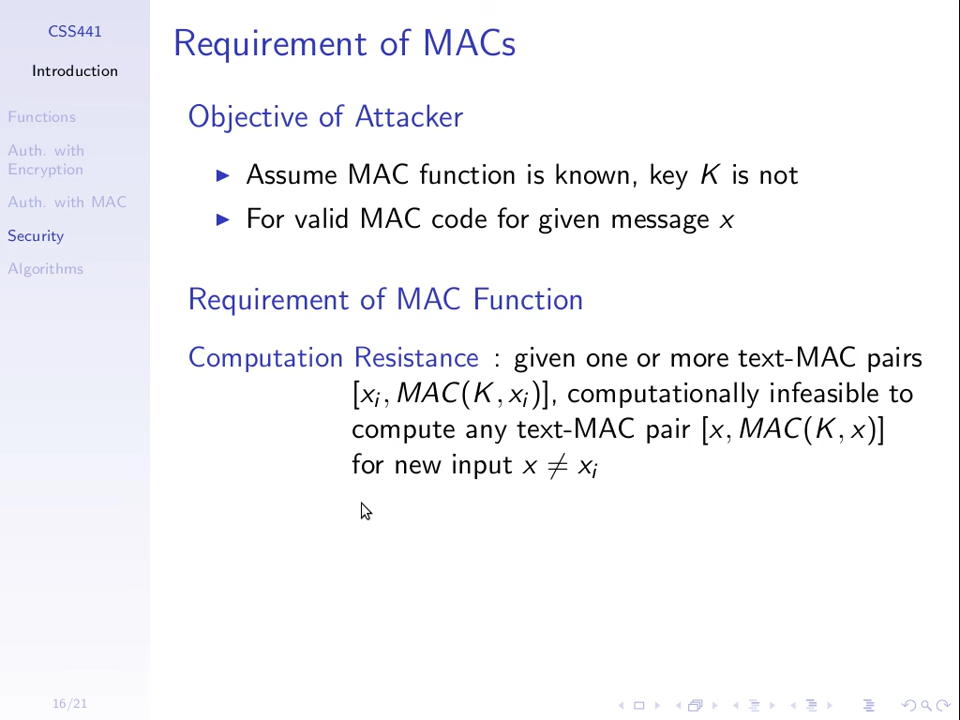 CSS441
Introduction
Functions
Auth. with
Encryption
Auth. with MAC
Security
Algorithms
16/21
Requirement of MACs
Objective of Attacker
▶ Assume MAC function is known, key K is not
▶ For valid MAC code for given message x
Requirement of MAC Function
Computation Resistance : given one or more text-MAC pairs
[xᵢ, MAC(K, xᵢ)], computationally infeasible to
compute any text-MAC pair [x, MAC(K, x)]
for new input x ≠ xᵢ